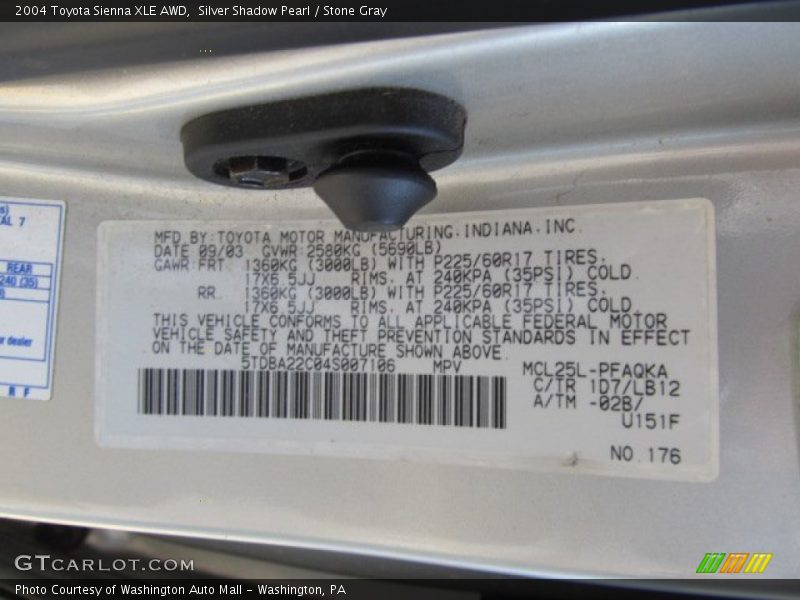 2004 Toyota Sienna XLE AWD,  Silver Shadow Pearl / Stone Gray
AL 7
REAR
240 (35)
r dealer
R F
MFD.BY:TOYOTA MOTOR MANUFACTURING.INDIANA.INC.
DATE 09/03  GVWR 2580KG (5690LB)
GAWR FRT  1360KG (3000LB) WITH P225/60R17 TIRES,
17X6.5JJ  RIMS, AT 240KPA (35PSI) COLD.
RR  1360KG (3000LB) WITH P225/60R17 TIRES,
17X6.5JJ  RIMS, AT 240KPA (35PSI) COLD.
THIS VEHICLE CONFORMS TO ALL APPLICABLE FEDERAL MOTOR
VEHICLE SAFETY AND THEFT PREVENTION STANDARDS IN EFFECT
ON THE DATE OF MANUFACTURE SHOWN ABOVE.
5TDBA22C04S007106  MPV  MCL25L-PFAQKA
C/TR 1D7/LB12
A/TM -02B/
U151F
NO.176
GTCARLOT.COM
Photo Courtesy of Washington Auto Mall - Washington, PA